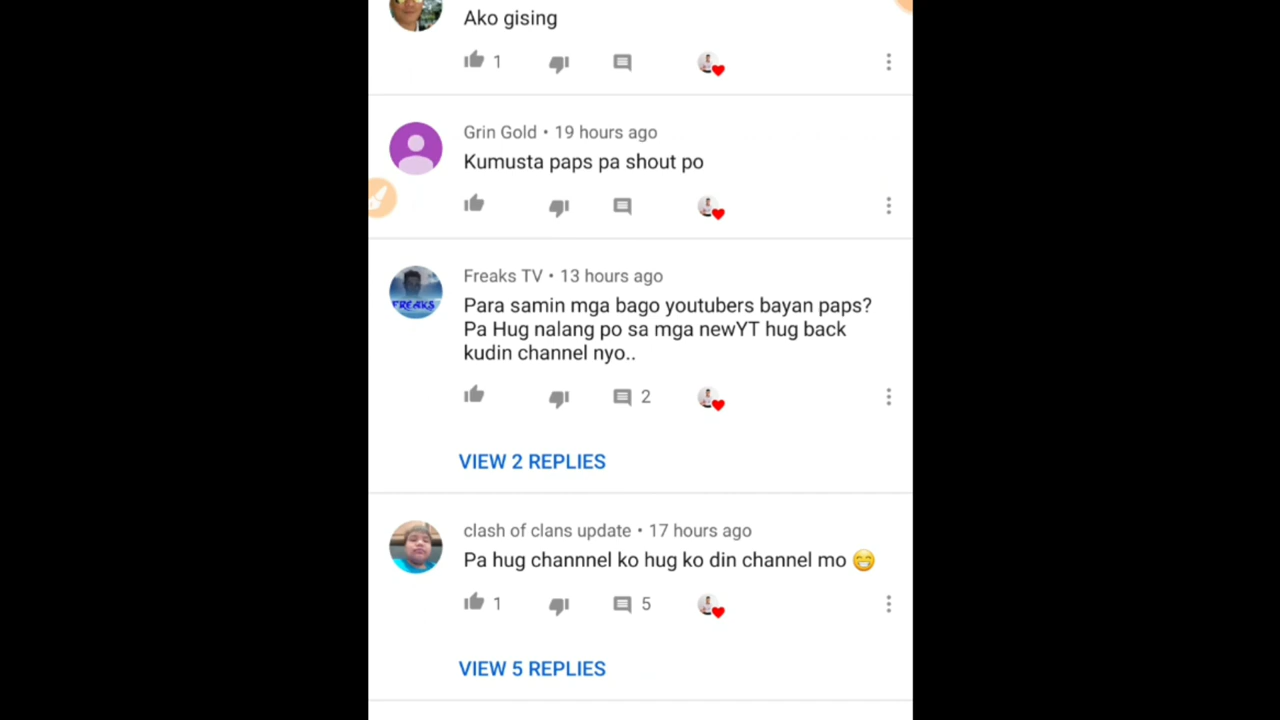 Ako gising
1
Grin Gold • 19 hours ago
Kumusta paps pa shout po
Freaks TV • 13 hours ago
FREAKS
Para samin mga bago youtubers bayan paps?
Pa Hug nalang po sa mga newYT hug back
kudin channel nyo..
2
VIEW 2 REPLIES
clash of clans update • 17 hours ago
Pa hug channnel ko hug ko din channel mo 😁
1 5
VIEW 5 REPLIES